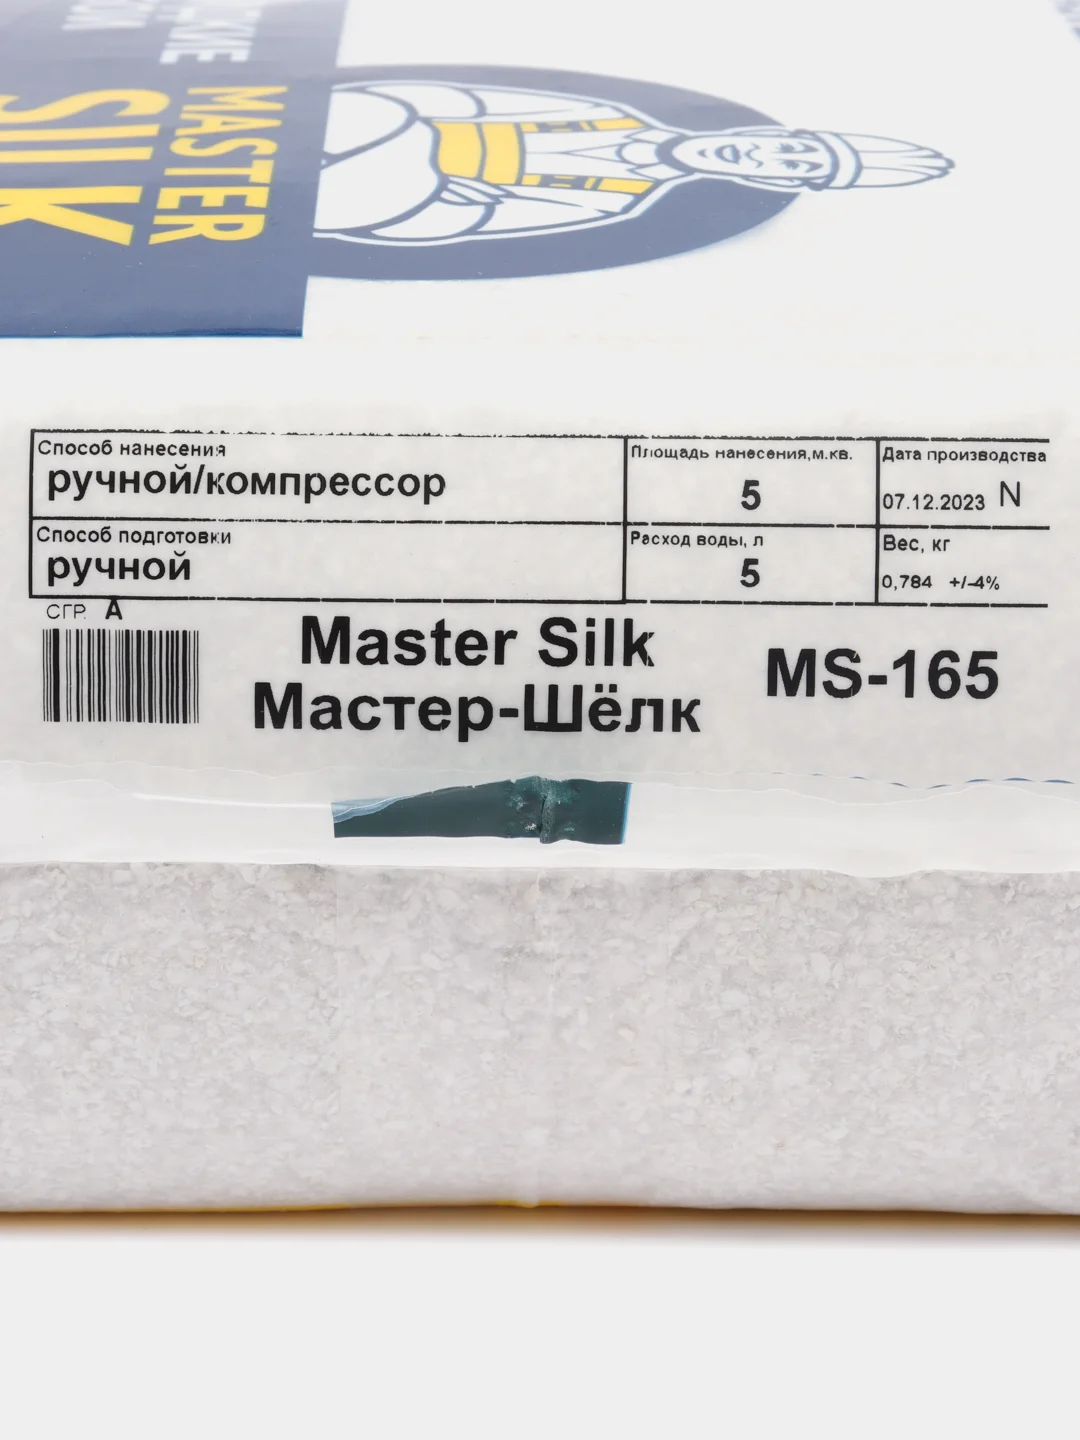 MASTER
SILK
Способ нанесения
ручной/компрессор
Площадь нанесения,м.кв.
5
Дата производства
07.12.2023 N
Способ подготовки
ручной
Расход воды, л
5
Вес, кг
0,784 +/-4%
СГР. А
Master Silk
Мастер-Шёлк
MS-165